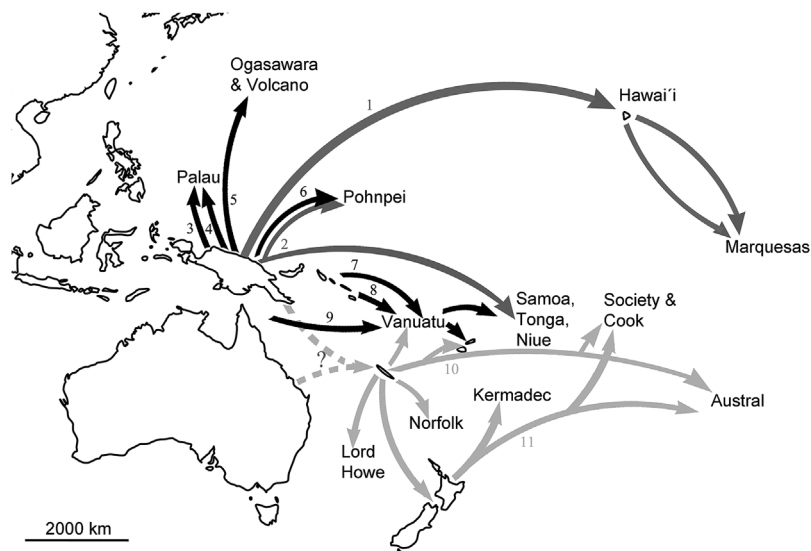 Ogasawara
& Volcano
1
Hawai´i
Palau
5
6
Pohnpei
3
4
2
Marquesas
7
8
Samoa,
Tonga,
Niue
Society &
Cook
9
Vanuatu
?
10
Kermadec
Austral
Norfolk
11
Lord
Howe
2000 km